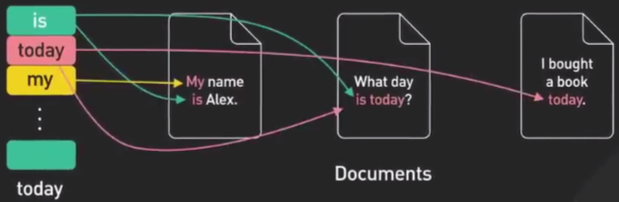 is
today
my
My name
is Alex.
What day
is today?
I bought
a book
today.
today
Documents